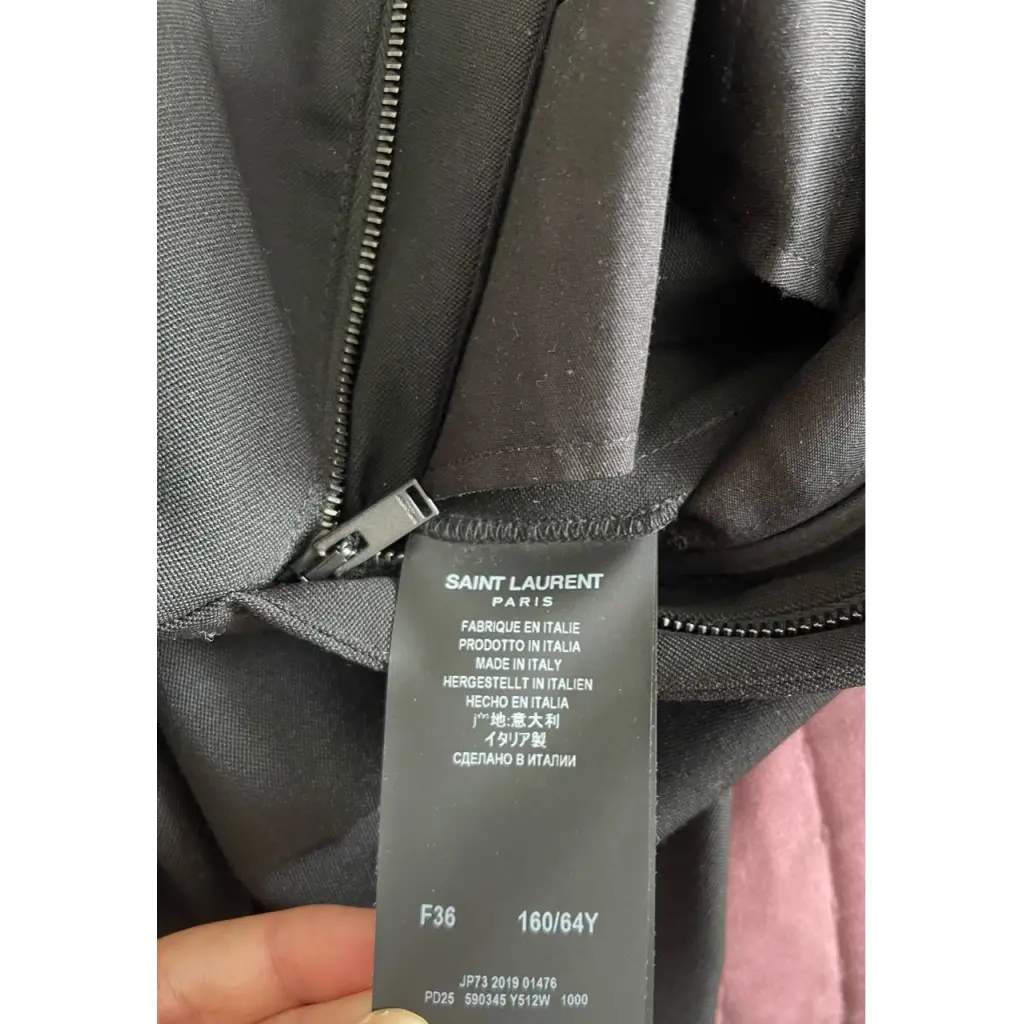 SAINT LAURENT
PARIS
FABRIQUE EN ITALIE
PRODOTTO IN ITALIA
MADE IN ITALY
HERGESTELLT IN ITALIEN
HECHO EN ITALIA
地:意大利
イタリア製
СДЕЛАНО В ИТАЛИИ
F36 160/64Y
JP73 2019 01476
PD25 590345 Y512W 1000